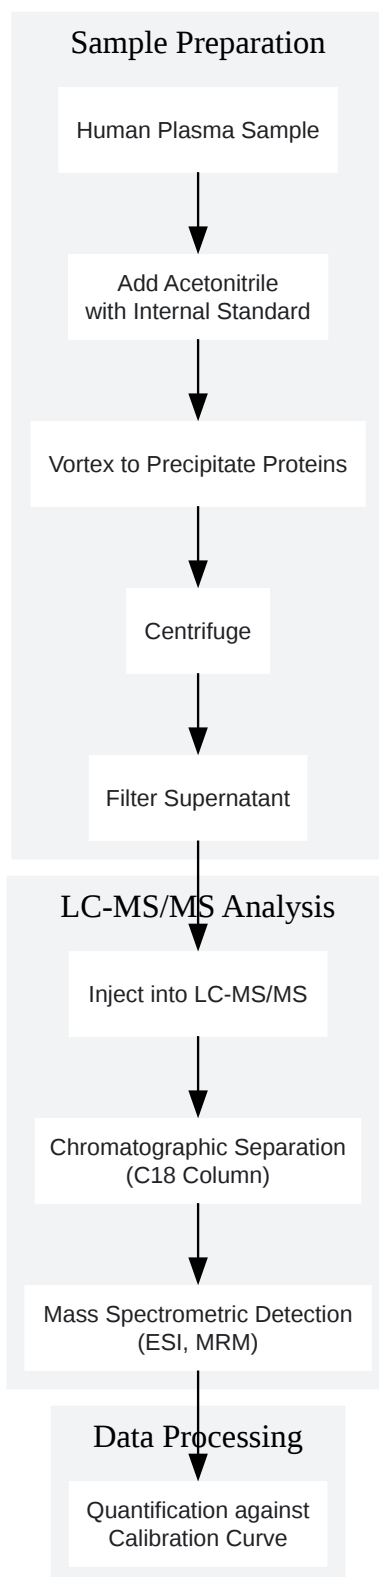 Sample Preparation
Human Plasma Sample
Add Acetonitrile
with Internal Standard
Vortex to Precipitate Proteins
Centrifuge
Filter Supernatant
LC-MS/MS Analysis
Inject into LC-MS/MS
Chromatographic Separation
(C18 Column)
Mass Spectrometric Detection
(ESI, MRM)
Data Processing
Quantification against
Calibration Curve